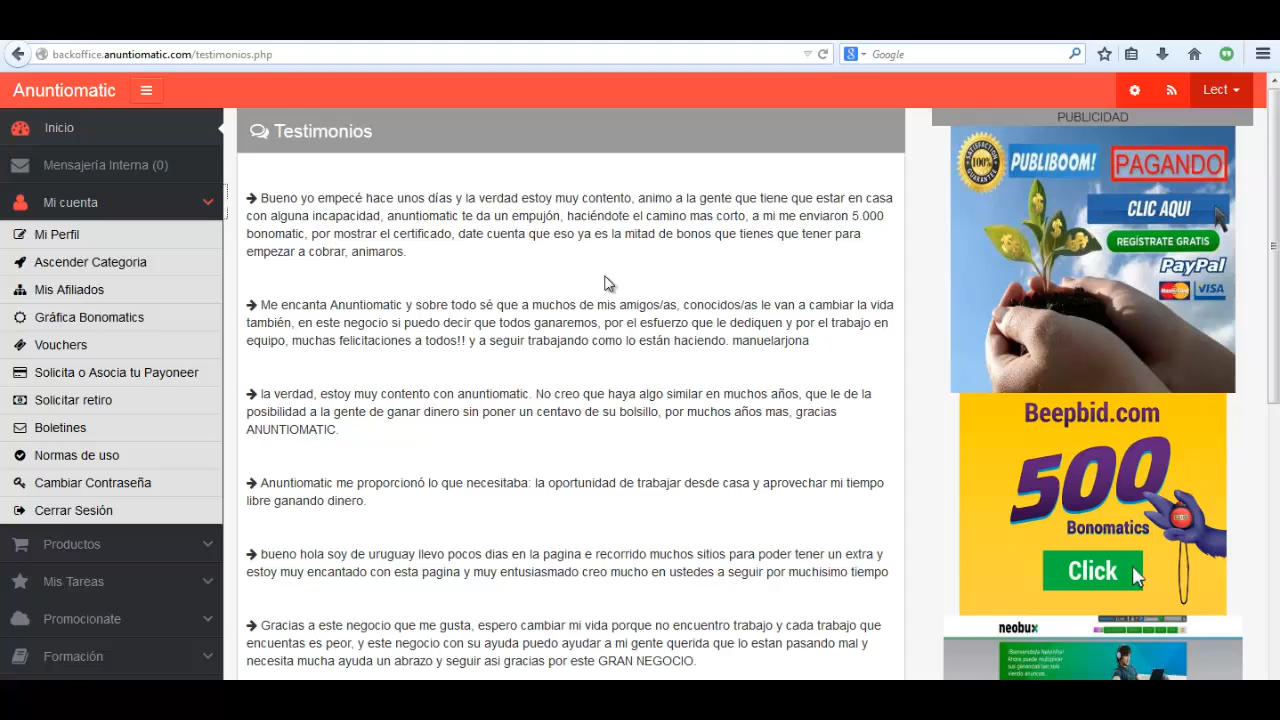 backoffice.anuntiomatic.com/testimonios.php
Google
Anuntiomatic
Lect
Inicio
Mensajería Interna (0)
Mi cuenta
Mi Perfil
Ascender Categoria
Mis Afiliados
Gráfica Bonomatics
Vouchers
Solicita o Asocia tu Payoneer
Solicitar retiro
Boletines
Normas de uso
Cambiar Contraseña
Cerrar Sesión
Productos
Mis Tareas
Promocionate
Formación
Testimonios
Bueno yo empecé hace unos días y la verdad estoy muy contento, animo a la gente que tiene que estar en casa
con alguna incapacidad, anuntiomatic te da un empujón, haciéndote el camino mas corto, a mi me enviaron 5.000
bonomatic, por mostrar el certificado, date cuenta que eso ya es la mitad de bonos que tienes que tener para
empezar a cobrar, animaros.
Me encanta Anuntiomatic y sobre todo é que a muchos de mis amigos/as, conocidos/as le van a cambiar la vida
también, en este negocio si puedo decir que todos ganaremos, por el esfuerzo que le dediquen y por el trabajo en
equipo, muchas felicitaciones a todos!! y a seguir trabajando como lo están haciendo. manuelarjona
la verdad, estoy muy contento con anuntiomatic. No creo que haya algo similar en muchos años, que le de la
posibilidad a la gente de ganar dinero sin poner un centavo de su bolsillo, por muchos años mas, gracias
ANUNTIOMATIC.
Anuntiomatic me proporcionó lo que necesitaba: la oportunidad de trabajar desde casa y aprovechar mi tiempo
libre ganando dinero.
bueno hola soy de uruguay llevo pocos dias en la pagina e recorrido muchos sitios para poder tener un extra y
estoy muy encantado con esta pagina y muy entusiasmado creo mucho en ustedes a seguir por muchisimo tiempo
Gracias a este negocio que me gusta, espero cambiar mi vida porque no encuentro trabajo y cada trabajo que
encuentas es peor, y este negocio con su ayuda puedo ayudar a mi gente querida que lo estan pasando mal y
necesita mucha ayuda un abrazo y seguir asi gracias por este GRAN NEGOCIO.
PUBLICIDAD
100%
PUBLIBOOM!
PAGANDO
CLIC AQUI
REGÍSTRATE GRATIS
PayPal
MasterCard
VISA
Beepbid.com
500
Bonomatics
Click
neobux